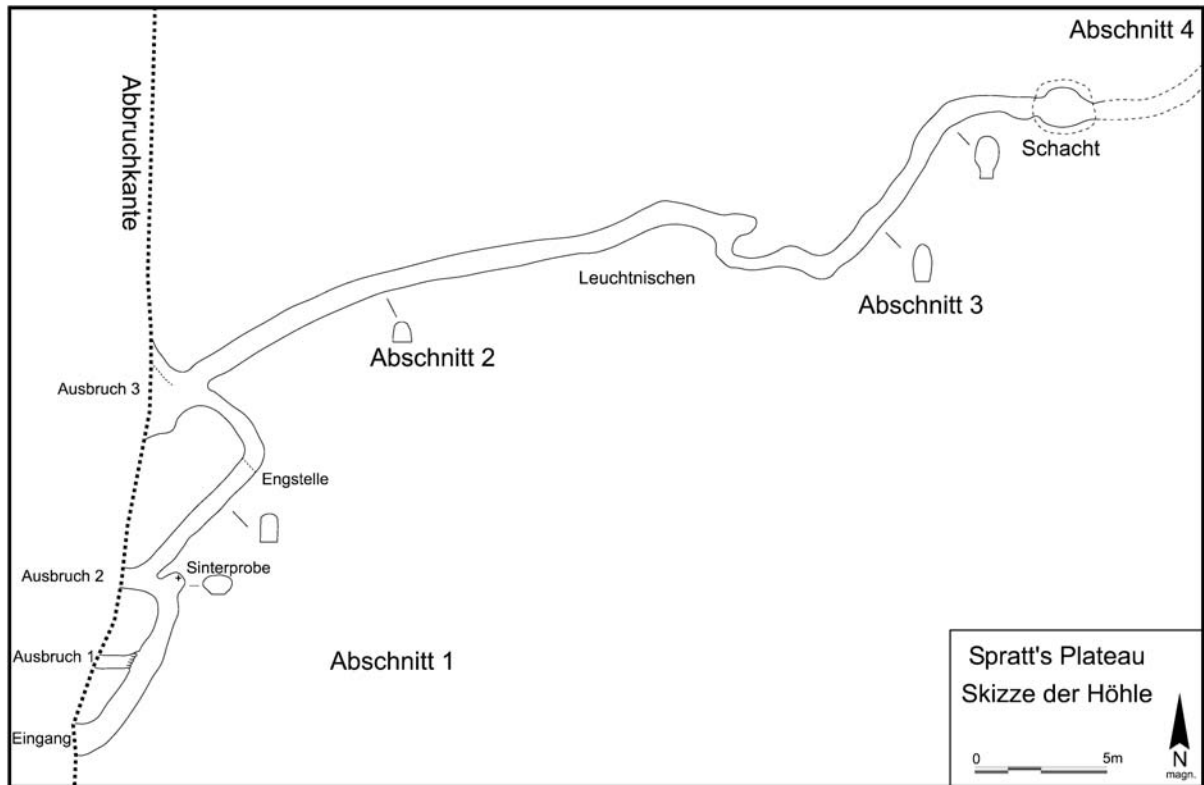 Abschnitt 4
Abbruchkante
Schacht
Leuchtnischen
Abschnitt 3
Abschnitt 2
Ausbruch 3
Engstelle
Sinterprobe
Ausbruch 2
Ausbruch 1
Abschnitt 1
Eingang
Spratt's Plateau
Skizze der Höhle
0 5m
N
magn.